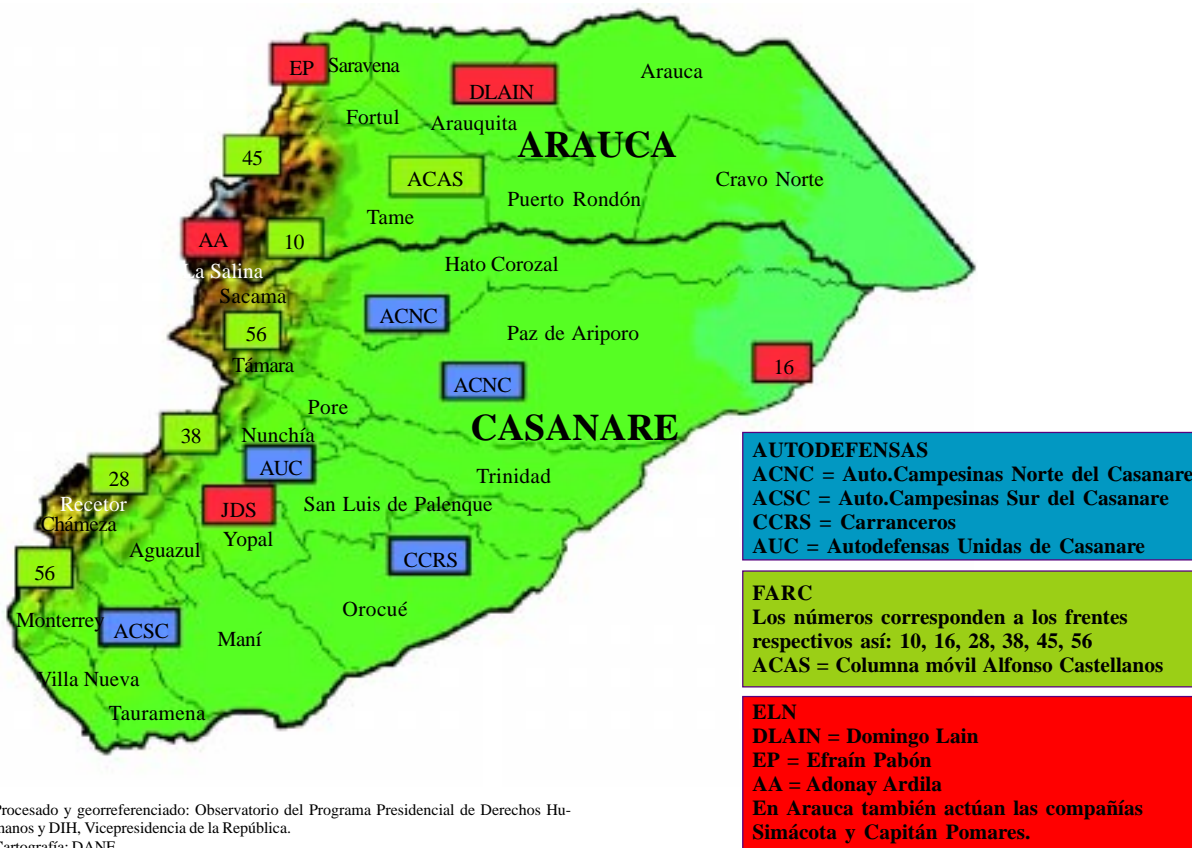 EP
Saravena
DLAIN
Arauca
Fortul
Arauquita
ARAUCA
45
ACAS
Cravo Norte
Puerto Rondón
Tame
AA
10
La Salina
Hato Corozal
Sacama
ACNC
56
Paz de Ariporo
16
Támara
ACNC
Pore
38
Nunchía
CASANARE
AUC
Trinidad
28
Recetor
JDS
San Luis de Palenque
Chámeza
Yopal
Aguazul
CCRS
56
Orocué
Monterrey
ACSC
Maní
Villa Nueva
Tauramena
AUTODEFENSAS
ACNC = Auto.Campesinas Norte del Casanare
ACSC = Auto.Campesinas Sur del Casanare
CCRS = Carranceros
AUC = Autodefensas Unidas de Casanare
FARC
Los números corresponden a los frentes
respectivos así: 10, 16, 28, 38, 45, 56
ACAS = Columna móvil Alfonso Castellanos
ELN
DLAIN = Domingo Lain
EP = Efraín Pabón
AA = Adonay Ardila
En Arauca también actúan las compañías
Simácota y Capitán Pomares.
Procesado y georreferenciado: Observatorio del Programa Presidencial de Derechos Hu-
manos y DIH, Vicepresidencia de la República.
Cartografía: DANE